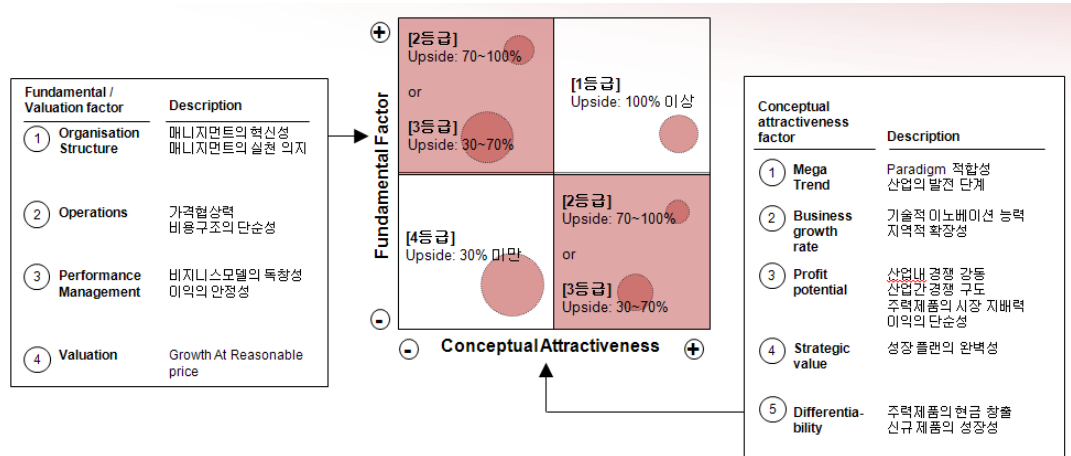 Fundamental /
Valuation factor
Description
1
Organisation
Structure
매니지먼트의 혁신성
매니지먼트의 실천 의지
2
Operations
가격협상력
비용구조의 단순성
3
Performance
Management
비지니스모델의 독창성
이익의 안정성
4
Valuation
Growth At Reasonable
price
Fundamental Factor
+
-
[2등급]
Upside: 70~100%
or
[3등급]
Upside: 30~70%
[1등급]
Upside: 100% 이상
[4등급]
Upside: 30% 미만
[2등급]
Upside: 70~100%
or
[3등급]
Upside: 30~70%
-
Conceptual Attractiveness
+
Conceptual
attractiveness
factor
Description
1
Mega
Trend
Paradigm 적합성
산업의 발전 단계
2
Business
growth
rate
기술적 이노베이션 능력
지역적 확장성
3
Profit
potential
산업내 경쟁 강동
산업간 경쟁 구도
주력제품의 시장 지배력
이익의 단순성
4
Strategic
value
성장 플랜의 완벽성
5
Differentia-
bility
주력제품의 현금 창출
신규 제품의 성장성